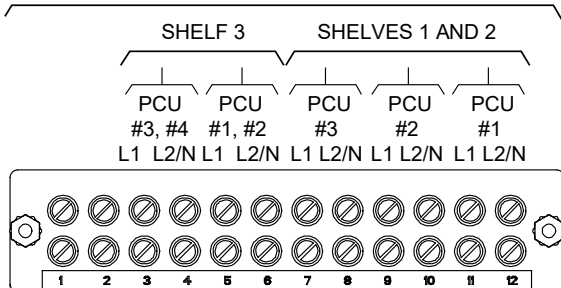 SHELF 3 SHELVES 1 AND 2
PCU PCU PCU PCU PCU
#3, #4 #1, #2 #3 #2 #1
L1 L2/N L1 L2/N L1 L2/N L1 L2/N L1 L2/N
1 2 3 4 5 6 7 8 9 10 11 12